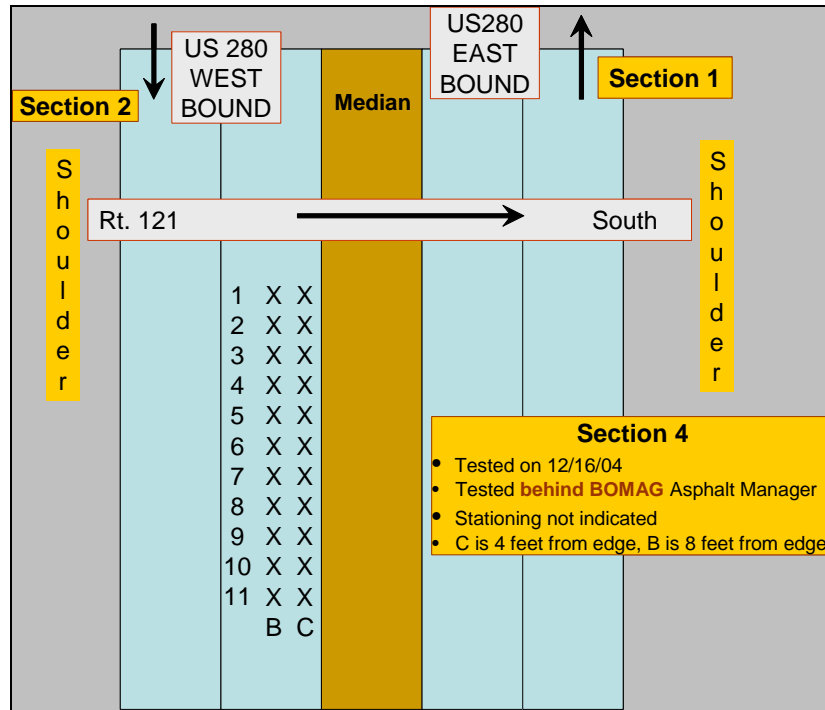 US 280
WEST
BOUND
US280
EAST
BOUND
Section 2
Median
Section 1
Shoulder
Shoulder
Rt. 121
South
1 X X
2 X X
3 X X
4 X X
5 X X
6 X X
7 X X
8 X X
9 X X
10 X X
11 X X
B C
Section 4
• Tested on 12/16/04
• Tested behind BOMAG Asphalt Manager
• Stationing not indicated
• C is 4 feet from edge, B is 8 feet from edge